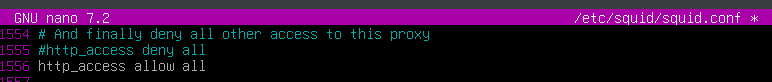 GNU nano 7.2 /etc/squid/squid.conf *
1554 # And finally deny all other access to this proxy
1555 #http_access deny all
1556 http_access allow all
1557